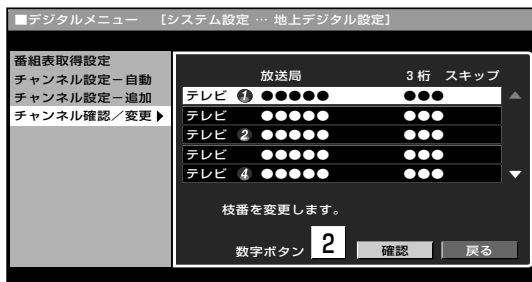 ■デジタルメニュー　[システム設定 … 地上デジタル設定]
番組表取得設定
チャンネル設定－自動
チャンネル設定－追加
チャンネル確認／変更▶
放送局　3桁　スキップ
テレビ ❶ ●●●●● ●●● ▲
テレビ ●●●●● ●●●
テレビ ❷ ●●●●● ●●●
テレビ ●●●●● ●●●
テレビ ❹ ●●●●● ●●● ▼
枝番を変更します。
数字ボタン 2 確認 戻る